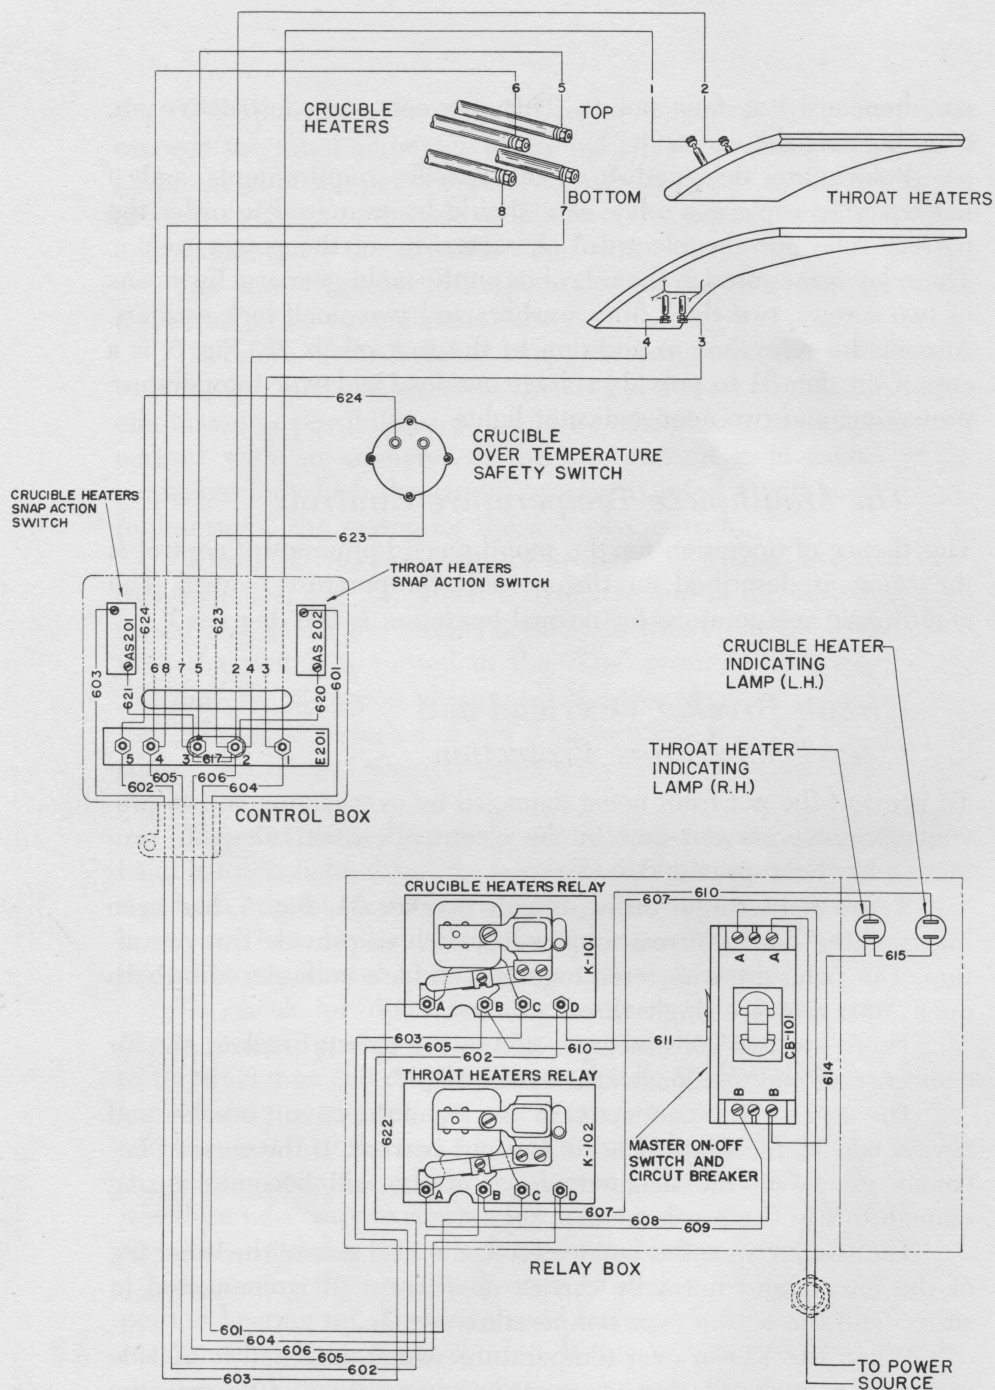 1
2
6
5
CRUCIBLE
HEATERS
TOP
BOTTOM
8
7
THROAT HEATERS
4
3
624
CRUCIBLE
OVER TEMPERATURE
SAFETY SWITCH
CRUCIBLE HEATERS
SNAP ACTION
SWITCH
623
THROAT HEATERS
SNAP ACTION SWITCH
603
AS201
621
624
6
8
7
5
623
2
4
3
1
AS 202
620
601
5
4
3
617
2
1
E201
602
605
606
604
CONTROL BOX
CRUCIBLE HEATER
INDICATING
LAMP (L.H.)
THROAT HEATER
INDICATING
LAMP (R.H.)
CRUCIBLE HEATERS RELAY
607
610
K-101
A
B
C
D
A
A
615
CB-101
603
605
602
610
611
614
THROAT HEATERS RELAY
622
K-102
B
B
MASTER ON-OFF
SWITCH AND
CIRCUT BREAKER
A
B
C
D
607
608
609
RELAY BOX
601
604
606
605
602
603
TO POWER
SOURCE